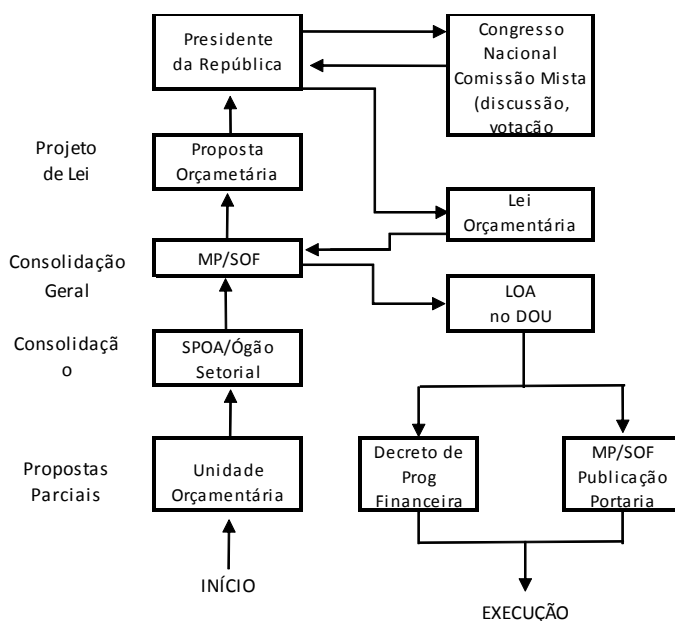 Presidente
da República
Congresso
Nacional
Comissão Mista
(discussão,
votação
Projeto
de Lei
Proposta
Orçametária
Lei
Orçamentária
Consolidação
Geral
MP/SOF
LOA
no DOU
Consolidaçã
o
SPOA/Ógão
Setorial
Propostas
Parciais
Unidade
Orçamentária
Decreto de
Prog
Financeira
MP/SOF
Publicação
Portaria
INÍCIO
EXECUÇÃO